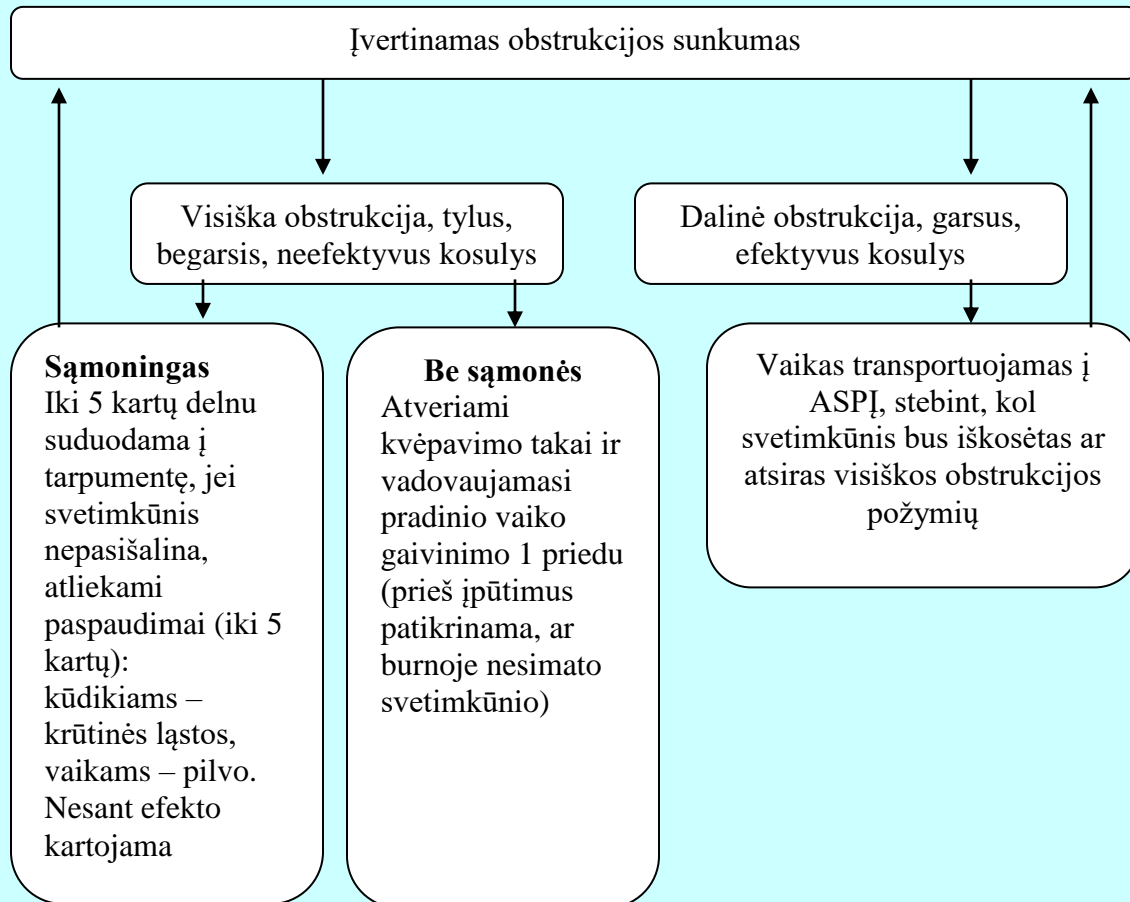 Įvertinamas obstrukcijos sunkumas
Visiška obstrukcija, tylus,
begarsis, neefektyvus kosulys
Dalinė obstrukcija, garsus,
efektyvus kosulys
Sąmoningas
Iki 5 kartų delnu
suduodama į
tarpumentę, jei
svetimkūnis
nepasišalina,
atliekami
paspaudimai (iki 5
kartų):
kūdikiams –
krūtinės ląstos,
vaikams – pilvo.
Nesant efekto
kartojama
Be sąmonės
Atveriami
kvėpavimo takai ir
vadovaujamasi
pradinio vaiko
gaivinimo 1 priedu
(prieš įpūtimus
patikrinama, ar
burnoje nesimato
svetimkūnio)
Vaikas transportuojamas į
ASPĮ, stebint, kol
svetimkūnis bus iškosėtas ar
atsiras visiškos obstrukcijos
požymių